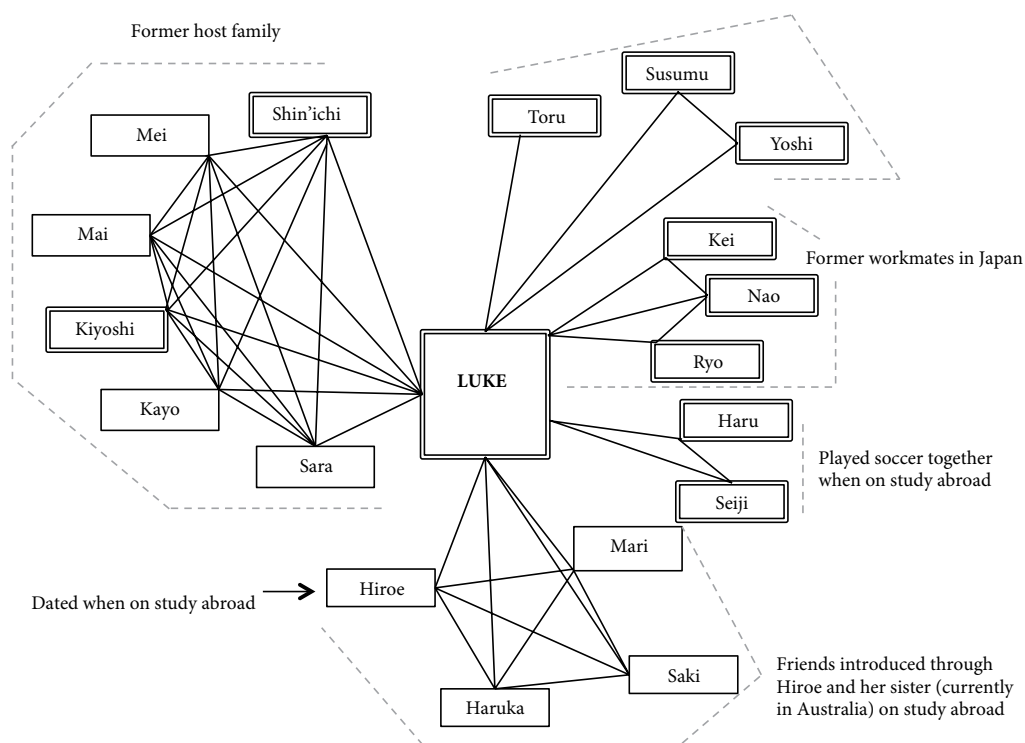 Former host family
Susumu
Shin'ichi
Toru
Mei
Yoshi
Mai
Kei
Former workmates in Japan
Nao
Kiyoshi
Ryo
LUKE
Kayo
Haru
Sara
Played soccer together
when on study abroad
Seiji
Mari
Hiroe
Dated when on study abroad
Saki
Friends introduced through
Hiroe and her sister (currently
in Australia) on study abroad
Haruka